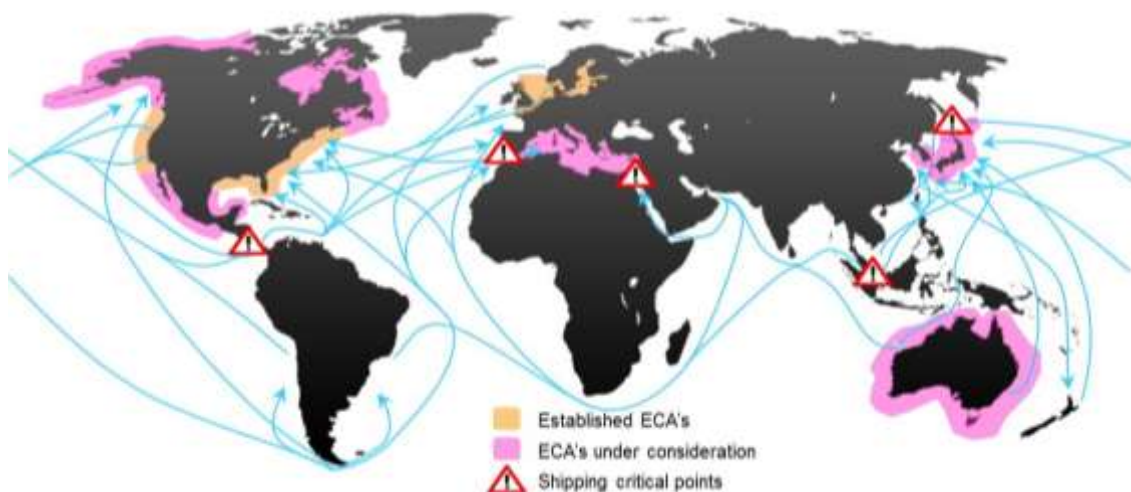 Established ECA's
ECA's under consideration
Shipping critical points